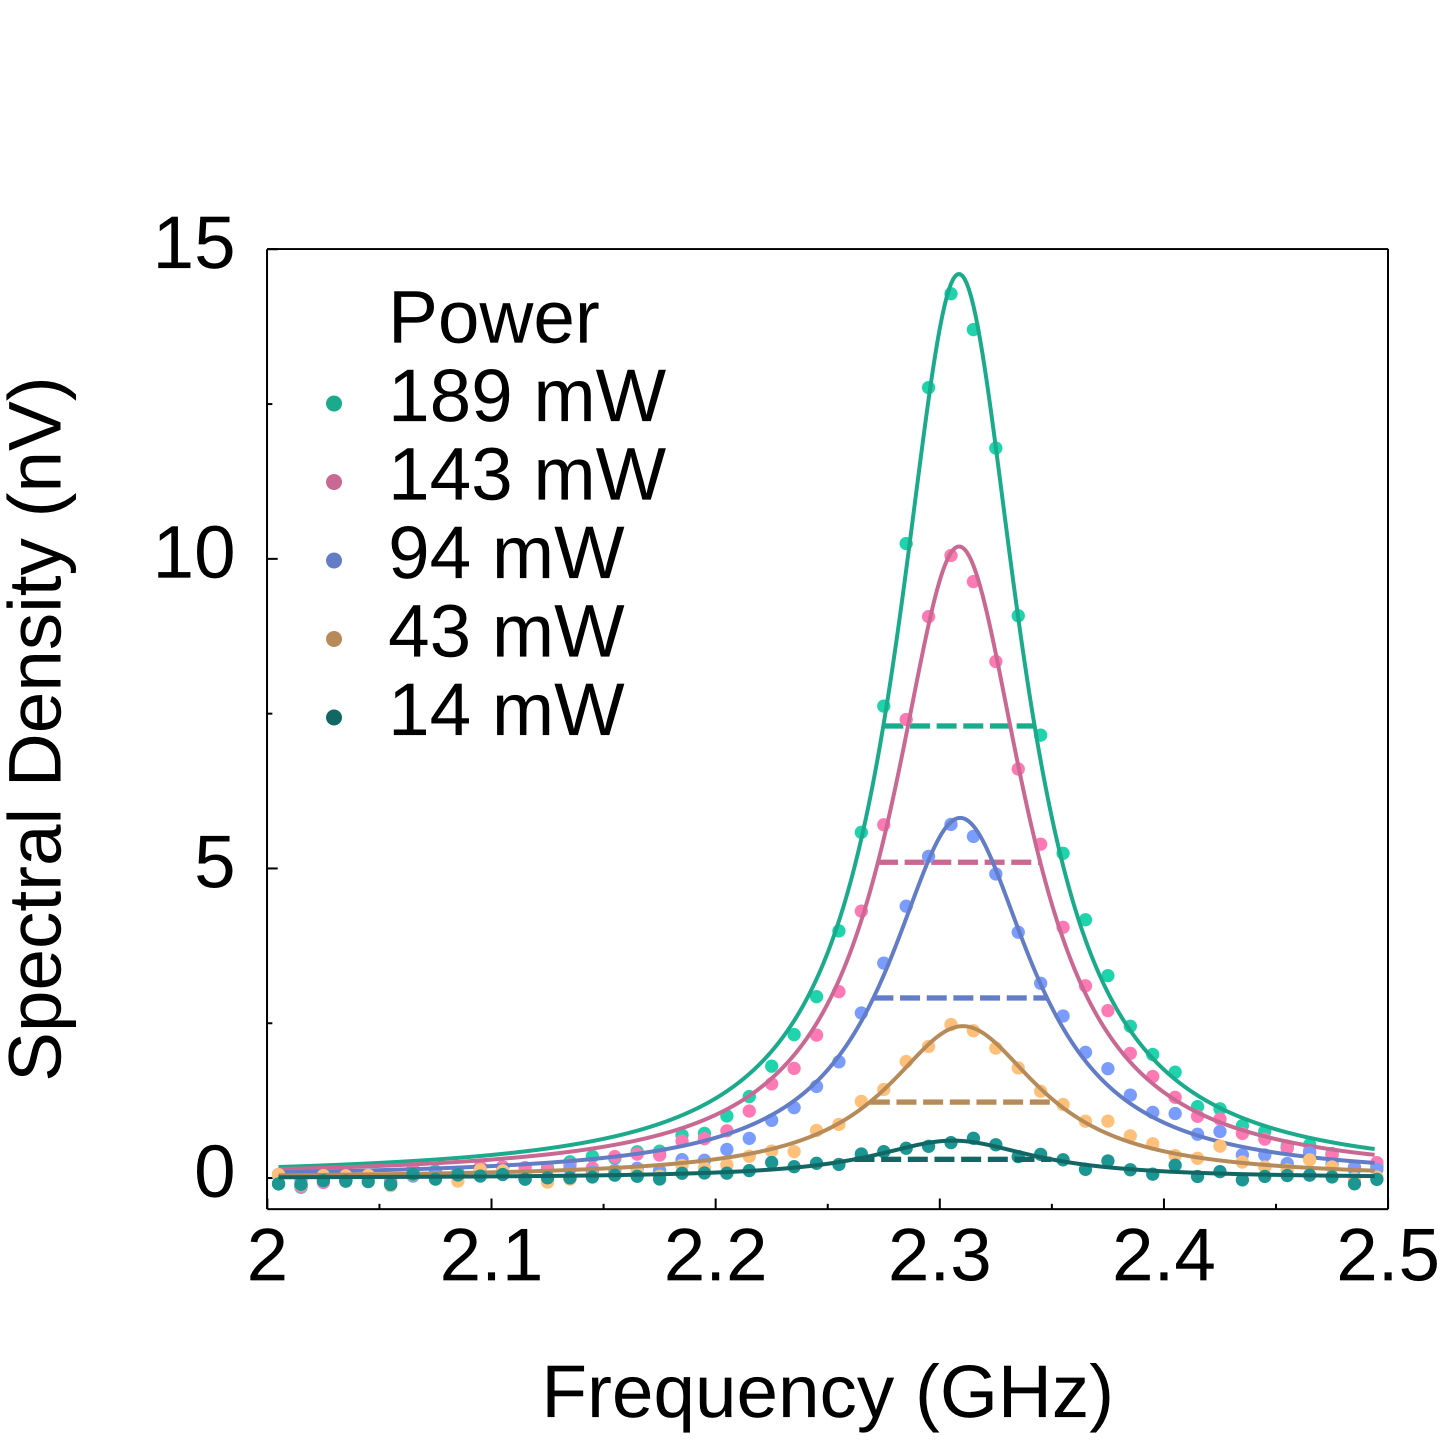 15
10
5
0
Spectral Density (nV)
Power
189 mW
143 mW
94 mW
43 mW
14 mW
2 2.1 2.2 2.3 2.4 2.5
Frequency (GHz)